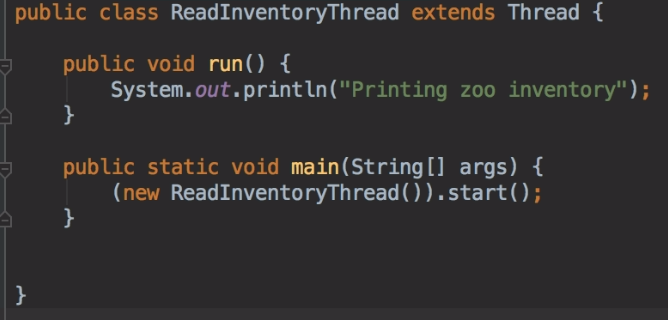 public class ReadInventoryThread extends Thread {
public void run() {
System.out.println("Printing zoo inventory");
}
public static void main(String[] args) {
(new ReadInventoryThread()).start();
}
}